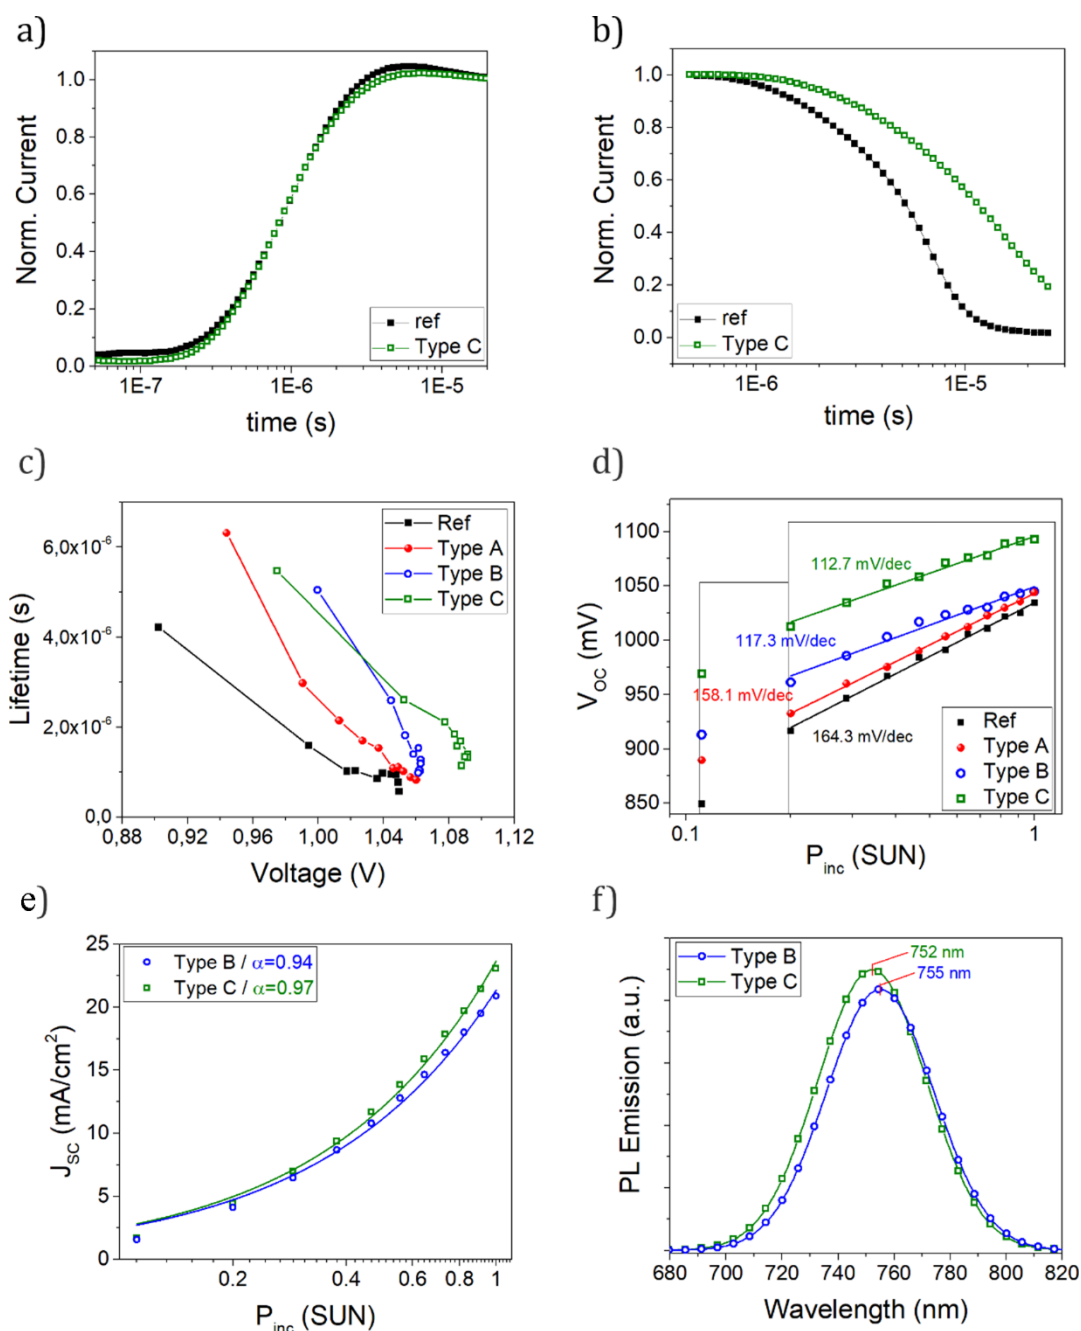 a)
Norm. Current
1.0
0.8
0.6
0.4
0.2
0.0
ref
Type C
1E-7
1E-6
1E-5
time (s)
b)
Norm. Current
1.0
0.8
0.6
0.4
0.2
0.0
ref
Type C
1E-6
1E-5
time (s)
c)
Lifetime (s)
6,0x10⁻⁶
4,0x10⁻⁶
2,0x10⁻⁶
0,0
Ref
Type A
Type B
Type C
0,88 0,92 0,96 1,00 1,04 1,08 1,12
Voltage (V)
d)
V_OC (mV)
1100
1050
1000
950
900
850
112.7 mV/dec
117.3 mV/dec
158.1 mV/dec
164.3 mV/dec
Ref
Type A
Type B
Type C
0.1
1
P_inc (SUN)
e)
J_SC (mA/cm²)
25
20
15
10
5
0
Type B / α=0.94
Type C / α=0.97
0.2 0.4 0.6 0.8 1
P_inc (SUN)
f)
PL Emission (a.u.)
Type B
Type C
752 nm
755 nm
680 700 720 740 760 780 800 820
Wavelength (nm)